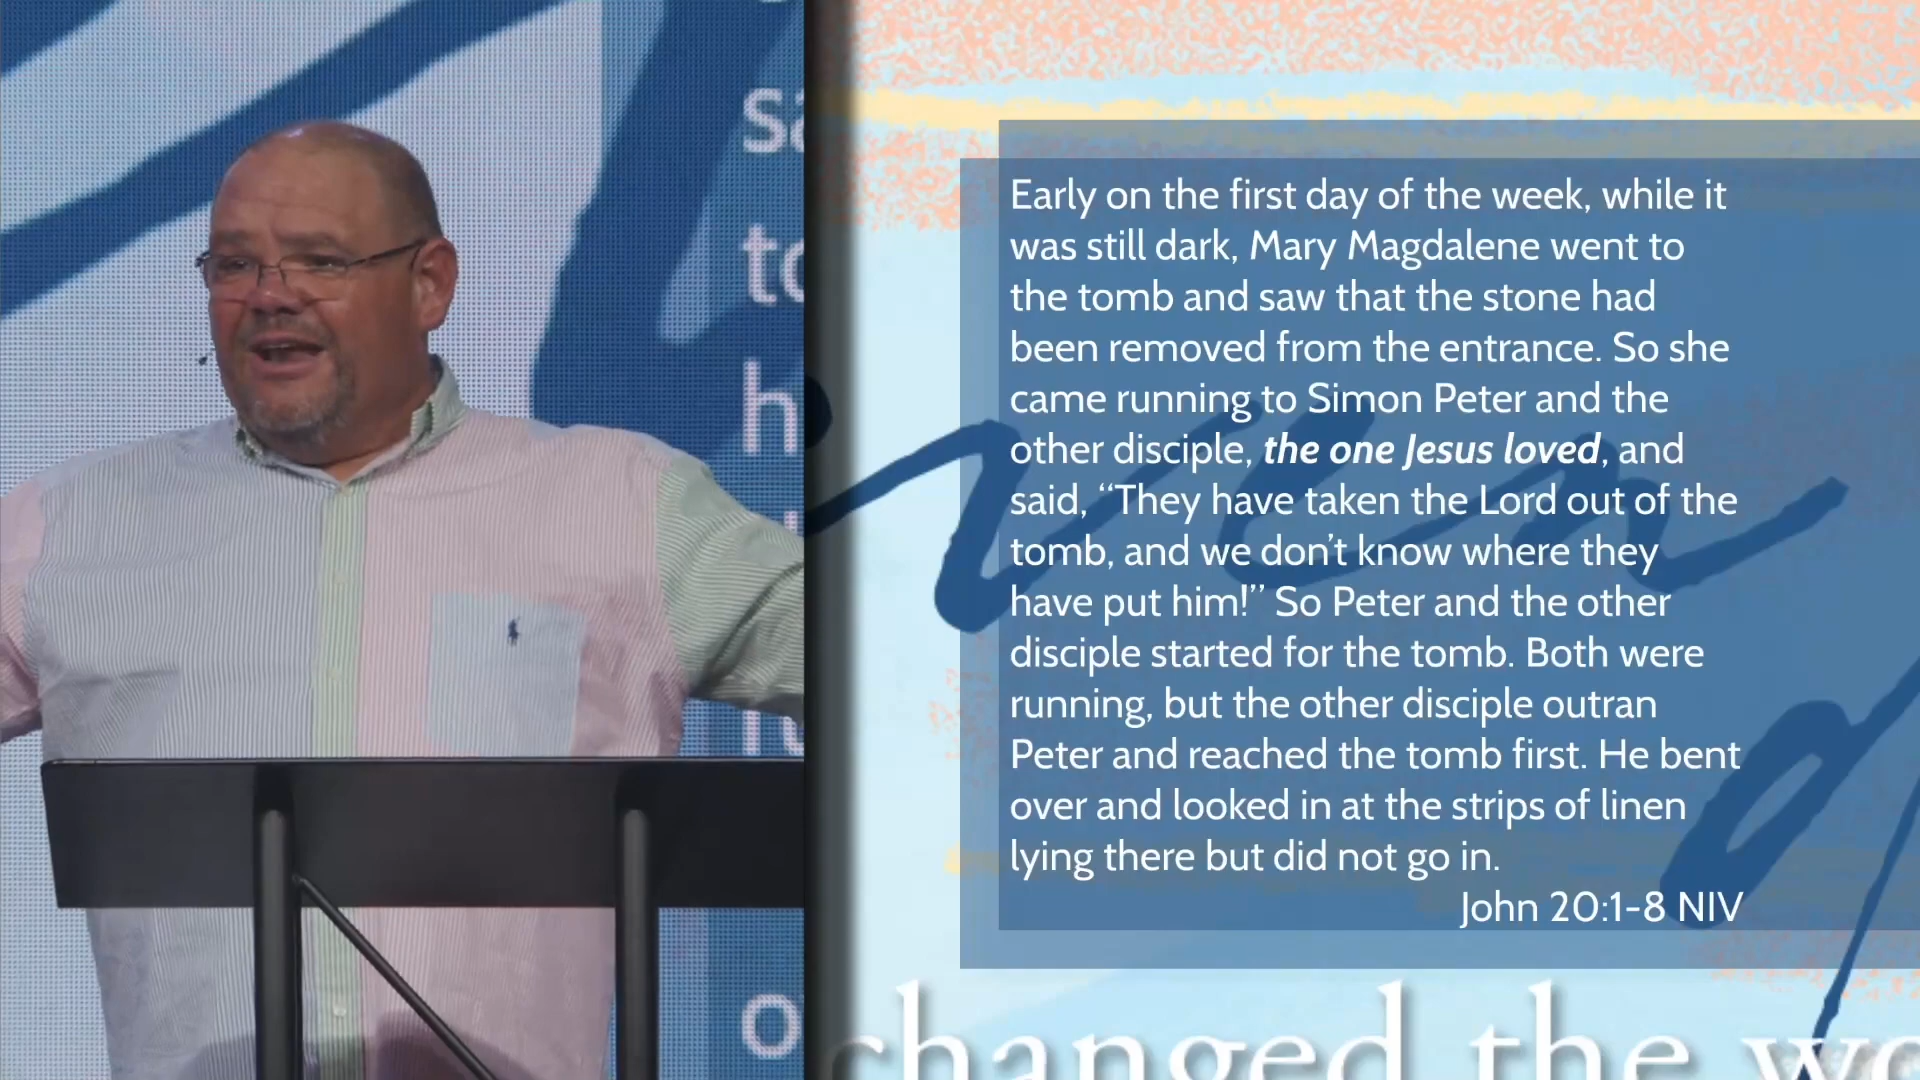 Early on the first day of the week, while it
was still dark, Mary Magdalene went to
the tomb and saw that the stone had
been removed from the entrance. So she
came running to Simon Peter and the
other disciple, the one Jesus loved, and
said, “They have taken the Lord out of the
tomb, and we don’t know where they
have put him!” So Peter and the other
disciple started for the tomb. Both were
running, but the other disciple outran
Peter and reached the tomb first. He bent
over and looked in at the strips of linen
lying there but did not go in.
John 20:1-8 NIV
changed the